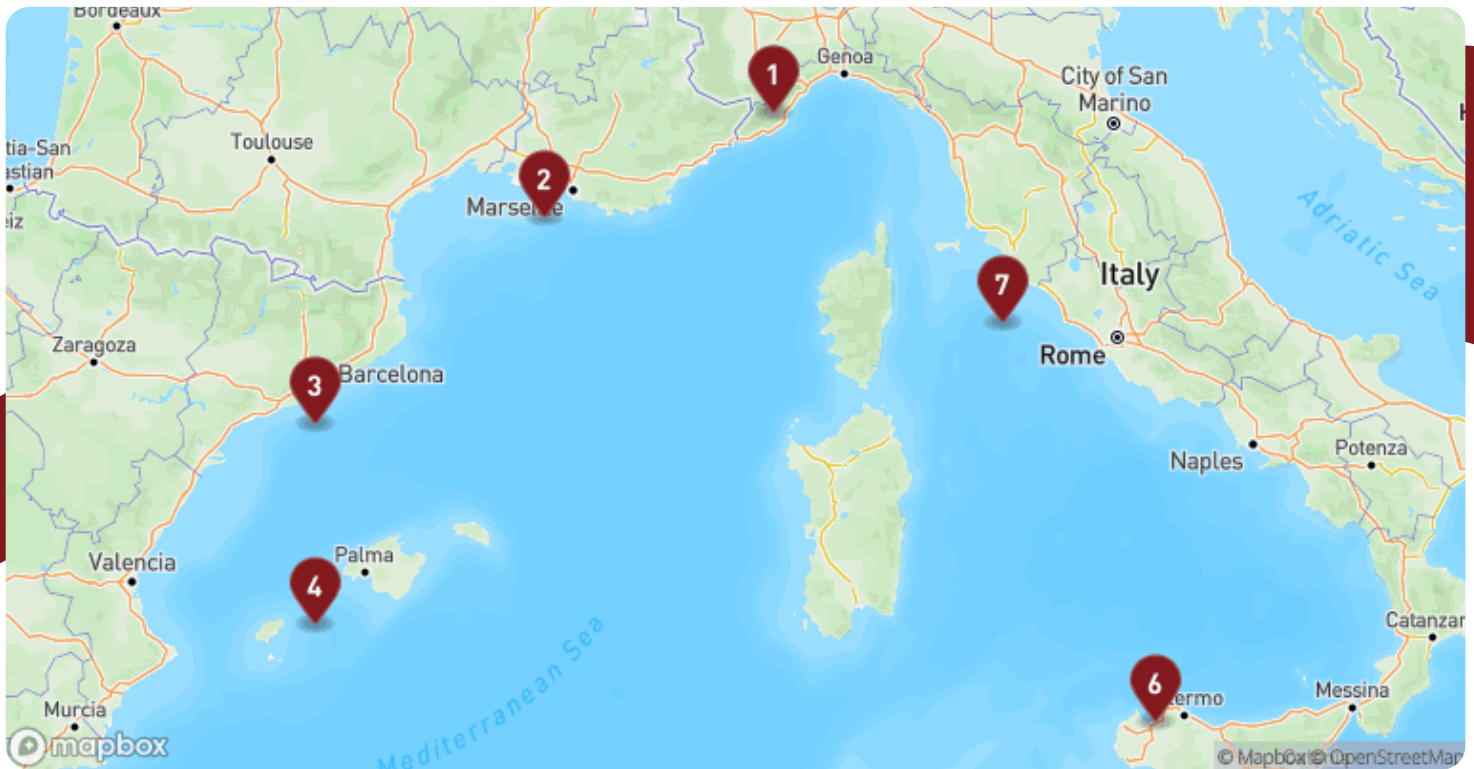 Bordeaux
Genoa
1
City of San
Marino
Toulouse
tia-San
astian
2
Marseille
eiz
Adriatic Sea
7
Italy
Rome
Zaragoza
3
Barcelona
Naples
Potenza
Valencia
Palma
4
Mediterranean Sea
Catanzar
6
ermo
Messina
Murcia
mapbox
© Mapbox © OpenStreetMap